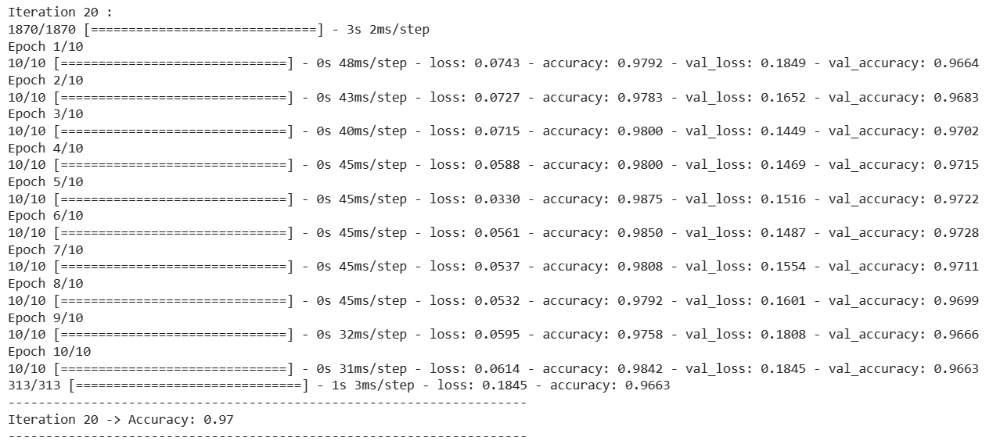 Iteration 20 :
1870/1870 [==============================] - 3s 2ms/step
Epoch 1/10
10/10 [==============================] - 0s 48ms/step - loss: 0.0743 - accuracy: 0.9792 - val_loss: 0.1849 - val_accuracy: 0.9664
Epoch 2/10
10/10 [==============================] - 0s 43ms/step - loss: 0.0727 - accuracy: 0.9783 - val_loss: 0.1652 - val_accuracy: 0.9683
Epoch 3/10
10/10 [==============================] - 0s 40ms/step - loss: 0.0715 - accuracy: 0.9800 - val_loss: 0.1449 - val_accuracy: 0.9702
Epoch 4/10
10/10 [==============================] - 0s 45ms/step - loss: 0.0588 - accuracy: 0.9800 - val_loss: 0.1469 - val_accuracy: 0.9715
Epoch 5/10
10/10 [==============================] - 0s 45ms/step - loss: 0.0330 - accuracy: 0.9875 - val_loss: 0.1516 - val_accuracy: 0.9722
Epoch 6/10
10/10 [==============================] - 0s 45ms/step - loss: 0.0561 - accuracy: 0.9850 - val_loss: 0.1487 - val_accuracy: 0.9728
Epoch 7/10
10/10 [==============================] - 0s 45ms/step - loss: 0.0537 - accuracy: 0.9808 - val_loss: 0.1554 - val_accuracy: 0.9711
Epoch 8/10
10/10 [==============================] - 0s 45ms/step - loss: 0.0532 - accuracy: 0.9792 - val_loss: 0.1601 - val_accuracy: 0.9699
Epoch 9/10
10/10 [==============================] - 0s 32ms/step - loss: 0.0595 - accuracy: 0.9758 - val_loss: 0.1808 - val_accuracy: 0.9666
Epoch 10/10
10/10 [==============================] - 0s 31ms/step - loss: 0.0614 - accuracy: 0.9842 - val_loss: 0.1845 - val_accuracy: 0.9663
313/313 [==============================] - 1s 3ms/step - loss: 0.1845 - accuracy: 0.9663
---------------------------------------------------------------------
Iteration 20 -> Accuracy: 0.97
---------------------------------------------------------------------